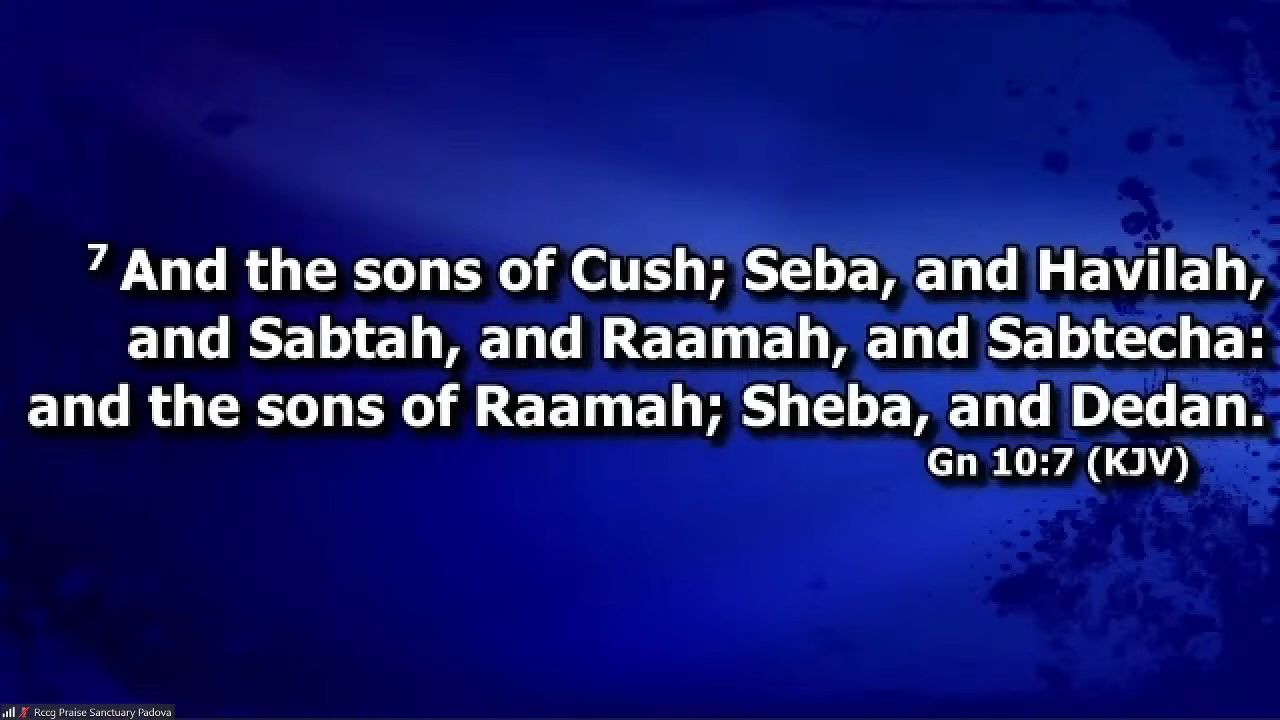 7 And the sons of Cush; Seba, and Havilah,
and Sabtah, and Raamah, and Sabtecha:
and the sons of Raamah; Sheba, and Dedan.
Gn 10:7 (KJV)
Rccg Praise Sanctuary Padova